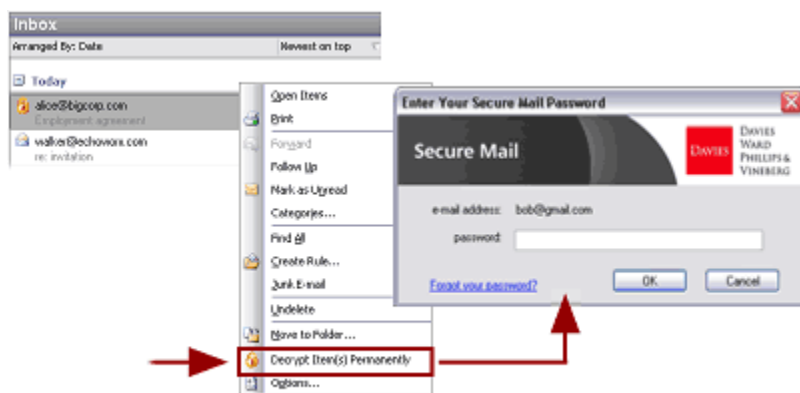 Inbox
Arranged By: Date Newest on top
Today
alice@bigcorp.com
Employment agreement
walker@echoworx.com
re: invitation
Open Items
Print
Forward
Follow Up
Mark as Unread
Categories...
Find All
Create Rule...
Junk E-mail
Undelete
Move to Folder...
Decrypt Item(s) Permanently
Options...
Enter Your Secure Mail Password
Secure Mail
DAVIES
DAVIES
WARD
PHILLIPS &
VINEBERG
e-mail address: bob@gmail.com
password:
Forgot your password?
OK Cancel